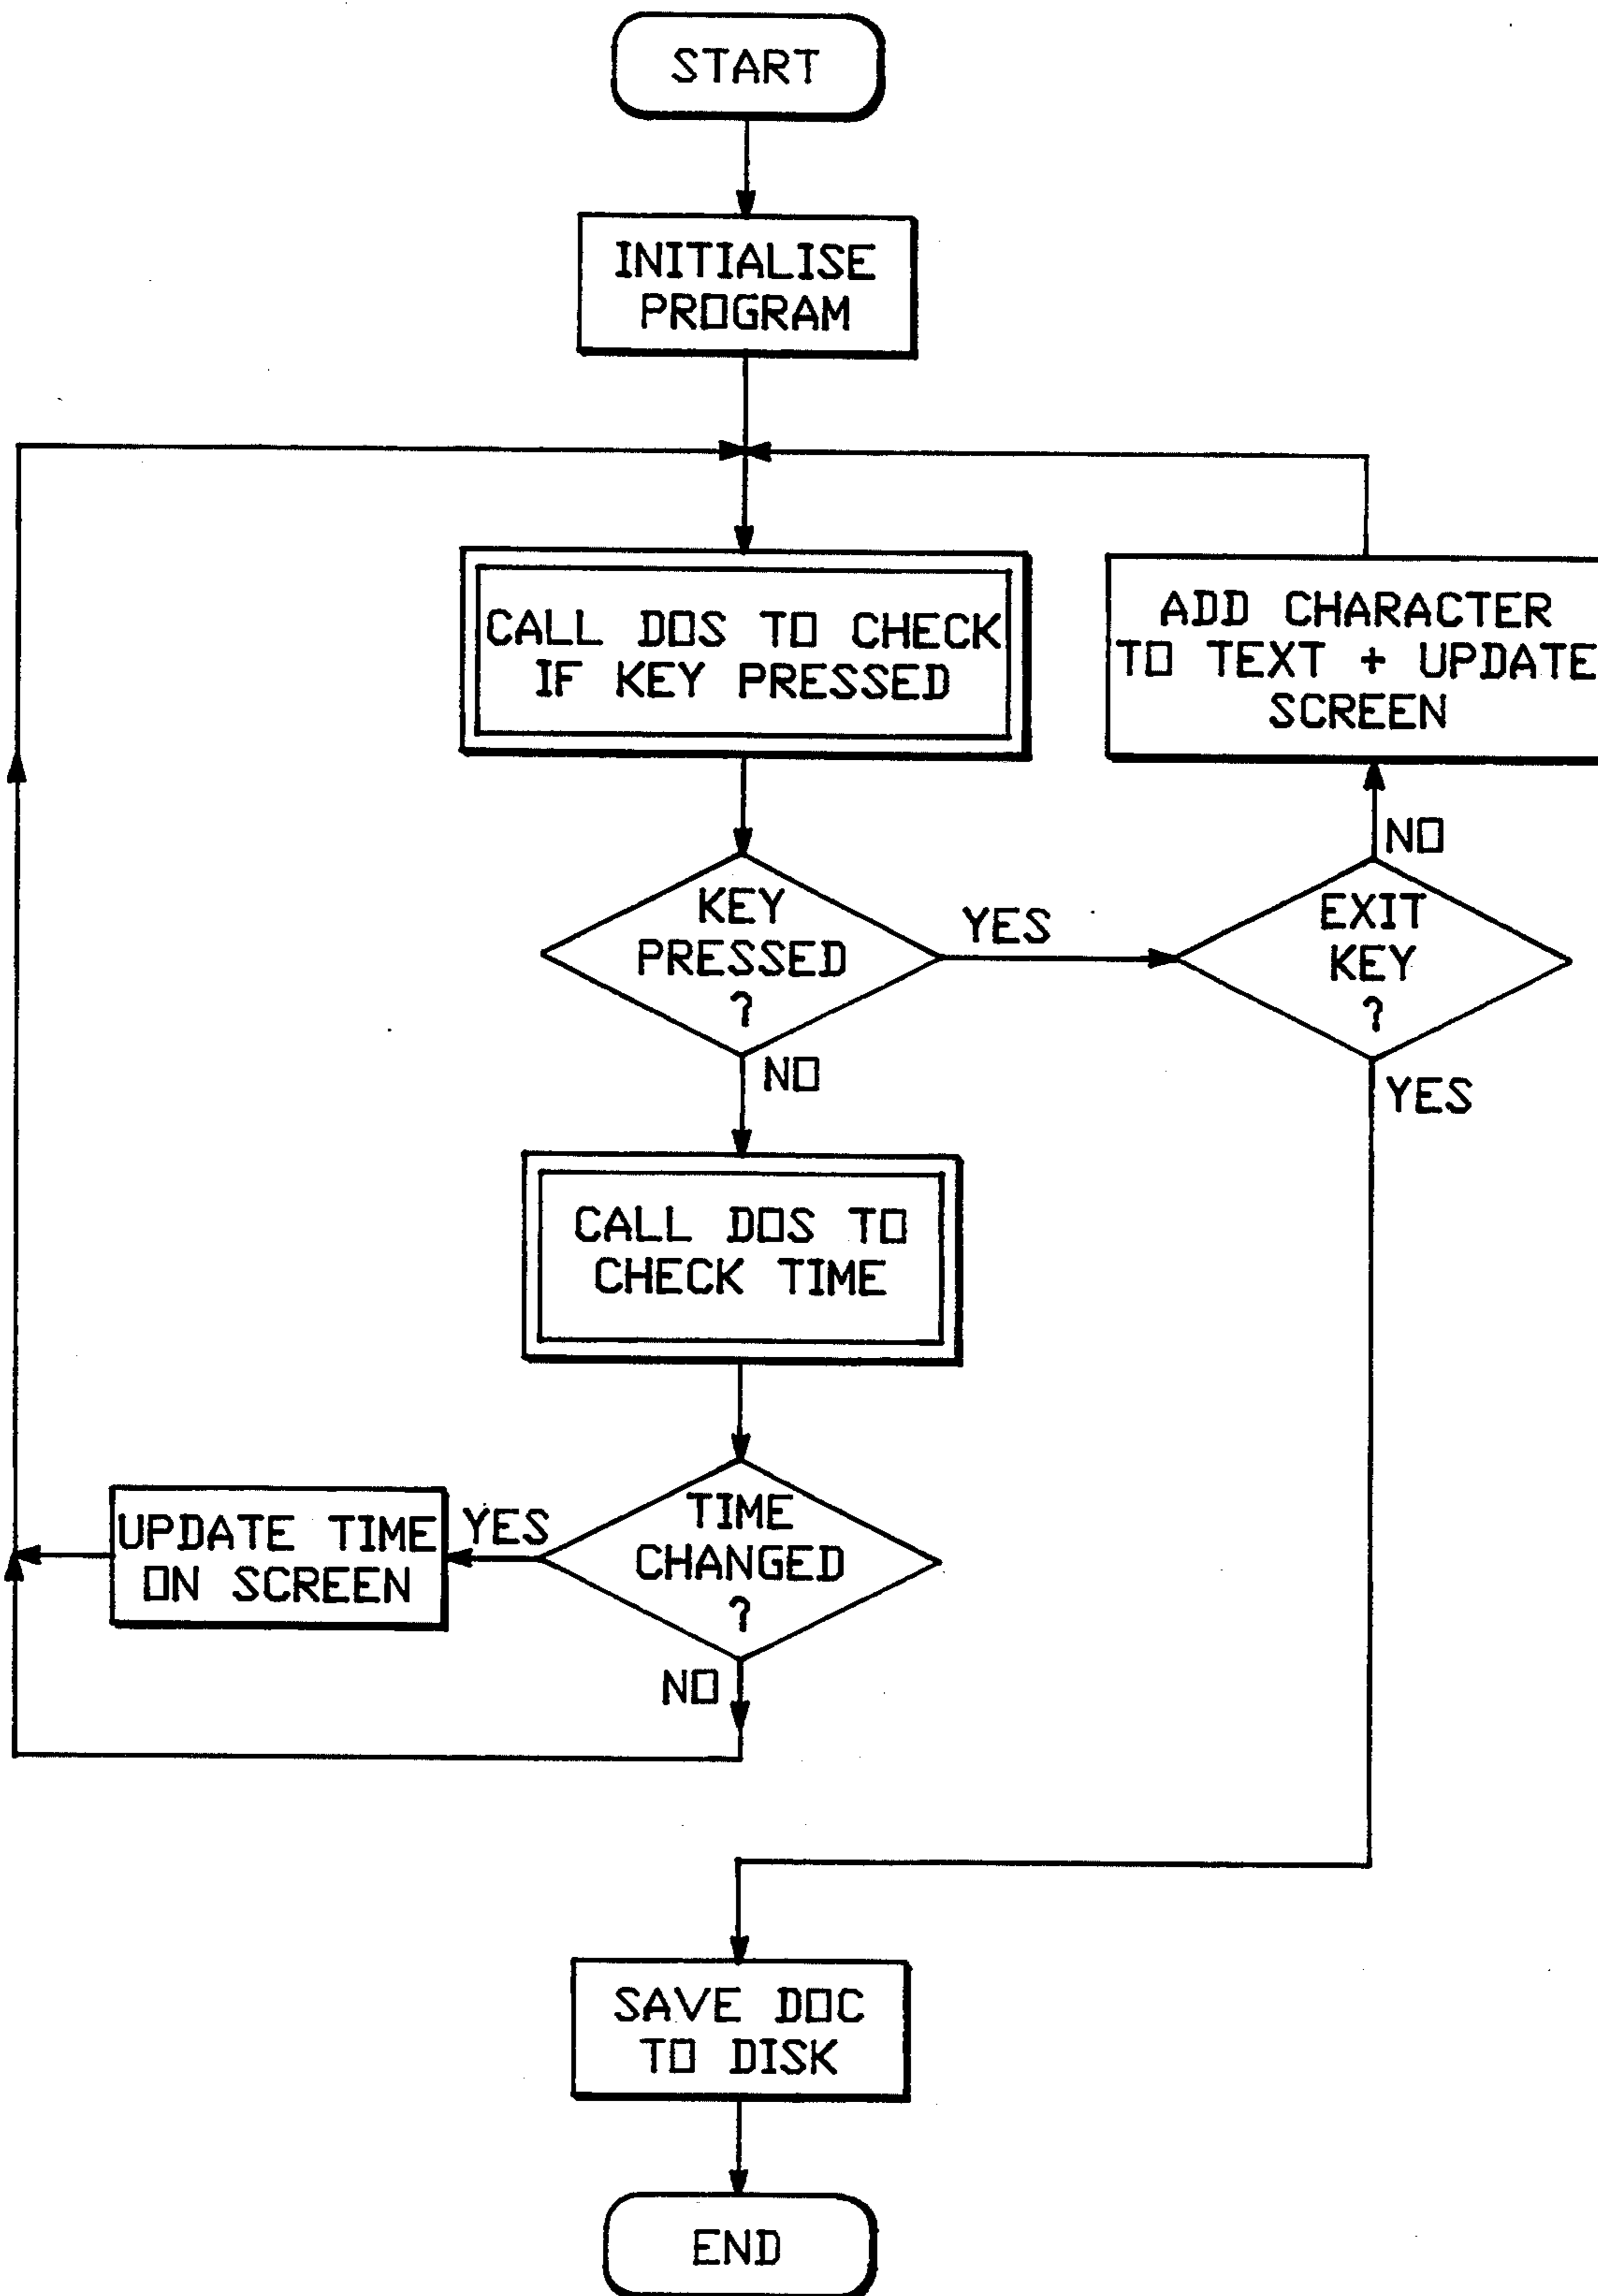 START
INITIALISE
PROGRAM
CALL DOS TO CHECK
IF KEY PRESSED
ADD CHARACTER
TO TEXT + UPDATE
SCREEN
NO
KEY
PRESSED
?
YES
EXIT
KEY
?
NO
YES
CALL DOS TO
CHECK TIME
UPDATE TIME
ON SCREEN
YES
TIME
CHANGED
?
NO
SAVE DOC
TO DISK
END